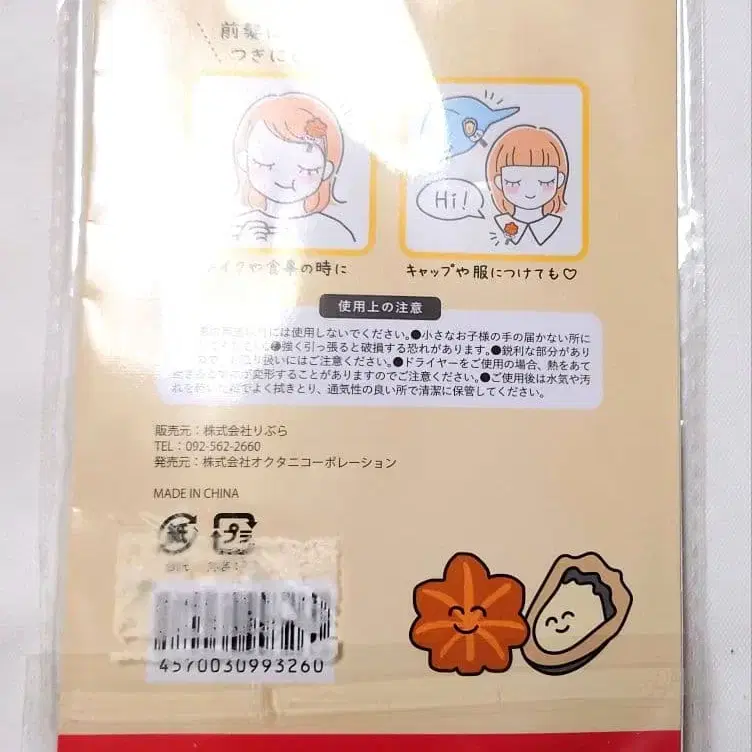 前髪に
つぎに
Hi!
イクや食事の時に
キャップや服につけても♡
使用上の注意
には使用しないでください。●小さなお子様の手の届かない所に
●強く引っ張ると破損する恐れがあります。●鋭利な部分があり
扱いにはご注意ください。●ドライヤーをご使用の場合、熱をあて
変形することがありますのでご注意ください。●ご使用後は水気や汚
れを でよく拭きとり、通気性の良い所で清潔に保管してください。
販売元：株式会社りぶら
TEL：092-562-2660
発売元：株式会社オクタニコーポレーション
MADE IN CHINA
紙 プラ
4570030993260